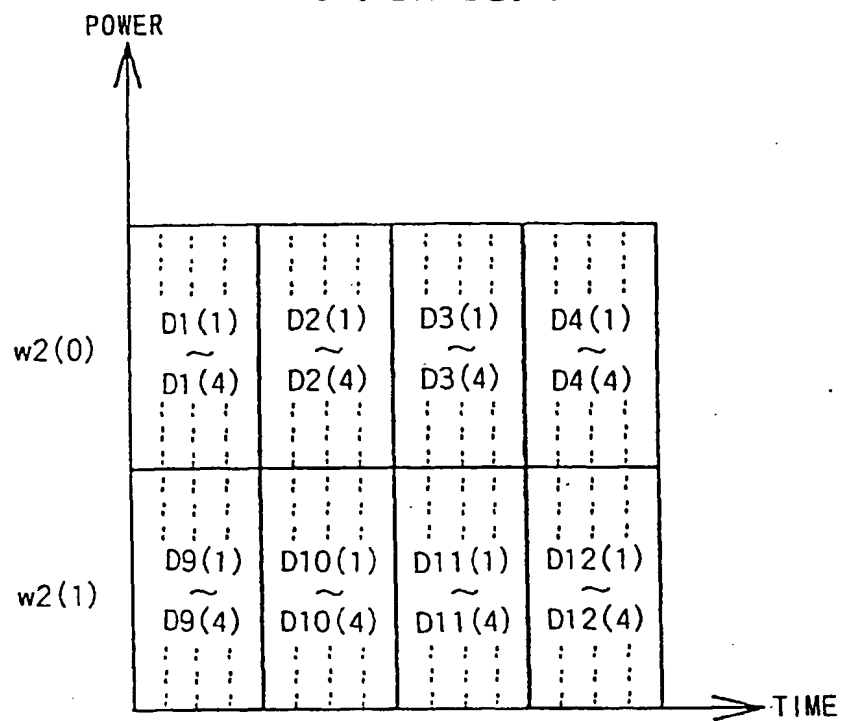 POWER
w2(0)
D1(1) D2(1) D3(1) D4(1)
~ ~ ~ ~
D1(4) D2(4) D3(4) D4(4)
w2(1)
D9(1) D10(1) D11(1) D12(1)
~ ~ ~ ~
D9(4) D10(4) D11(4) D12(4)
TIME